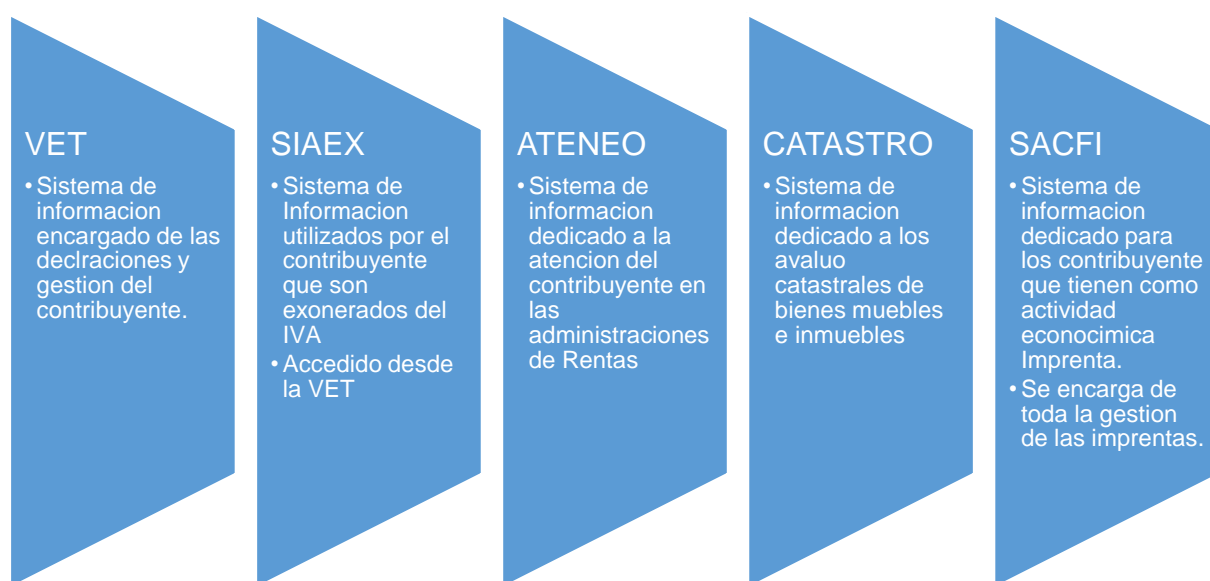 VET
• Sistema de
informacion
encargado de las
declraciones y
gestion del
contribuyente.
SIAEX
• Sistema de
Informacion
utilizados por el
contribuyente
que son
exonerados del
IVA
• Accedido desde
la VET
ATENEO
• Sistema de
informacion
dedicado a la
atencion del
contribuyente en
las
administraciones
de Rentas
CATASTRO
• Sistema de
informacion
dedicado a los
avaluo
catastrales de
bienes muebles
e inmuebles
SACFI
• Sistema de
informacion
dedicado para
los contribuyente
que tienen como
actividad
econocimica
Imprenta.
• Se encarga de
toda la gestion
de las imprentas.